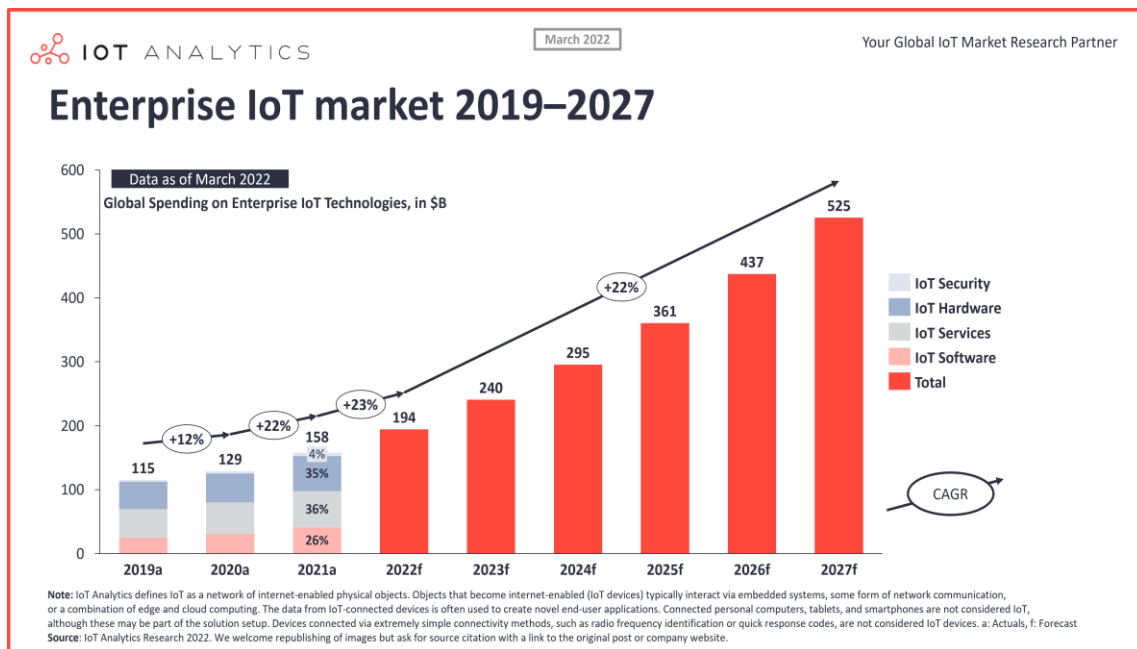 IOT ANALYTICS
March 2022
Your Global IoT Market Research Partner
Enterprise IoT market 2019–2027
Data as of March 2022
Global Spending on Enterprise IoT Technologies, in $B
600
500
400
300
200
100
0
115
129
158
194
240
295
361
437
525
+12%
+22%
+23%
+22%
4%
35%
36%
26%
2019a
2020a
2021a
2022f
2023f
2024f
2025f
2026f
2027f
IoT Security
IoT Hardware
IoT Services
IoT Software
Total
CAGR
Note: IoT Analytics defines IoT as a network of internet-enabled physical objects. Objects that become internet-enabled (IoT devices) typically interact via embedded systems, some form of network communication,
or a combination of edge and cloud computing. The data from IoT-connected devices is often used to create novel end-user applications. Connected personal computers, tablets, and smartphones are not considered IoT,
although these may be part of the solution setup. Devices connected via extremely simple connectivity methods, such as radio frequency identification or quick response codes, are not considered IoT devices. a: Actuals, f: Forecast
Source: IoT Analytics Research 2022. We welcome republishing of images but ask for source citation with a link to the original post or company website.